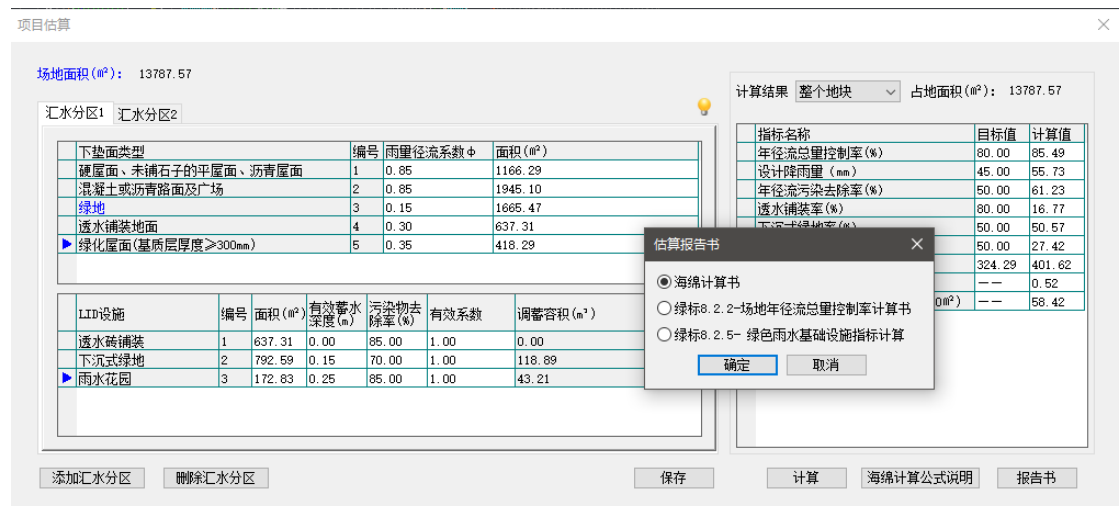 项目估算
场地面积(m²): 13787.57
汇水分区1 汇水分区2
下垫面类型 编号 雨量径流系数φ 面积(m²)
硬屋面、未铺石子的平屋面、沥青屋面 1 0.85 1166.29
混凝土或沥青路面及广场 2 0.85 1945.10
绿地 3 0.15 1665.47
透水铺装地面 4 0.30 637.31
绿化屋面(基质层厚度≥300mm) 5 0.35 418.29
LID设施 编号 面积(m²) 有效蓄水深度(m) 污染物去除率(%) 有效系数 调蓄容积(m³)
透水砖铺装 1 637.31 0.00 85.00 1.00 0.00
下沉式绿地 2 792.59 0.15 70.00 1.00 118.89
雨水花园 3 172.83 0.25 85.00 1.00 43.21
添加汇水分区 删除汇水分区 保存
计算结果 整个地块 占地面积(m²): 13787.57
指标名称 目标值 计算值
年径流总量控制率(%) 80.00 85.49
设计降雨量 (mm) 45.00 55.73
年径流污染去除率(%) 50.00 61.23
透水铺装率(%) 80.00 16.77
下沉式绿地率(%) 50.00 50.57
50.00 27.42
324.29 401.62
—— 0.52
0m²) —— 58.42
估算报告书
海绵计算书
绿标8.2.2-场地年径流总量控制率计算书
绿标8.2.5- 绿色雨水基础设施指标计算
确定 取消
计算 海绵计算公式说明 报告书